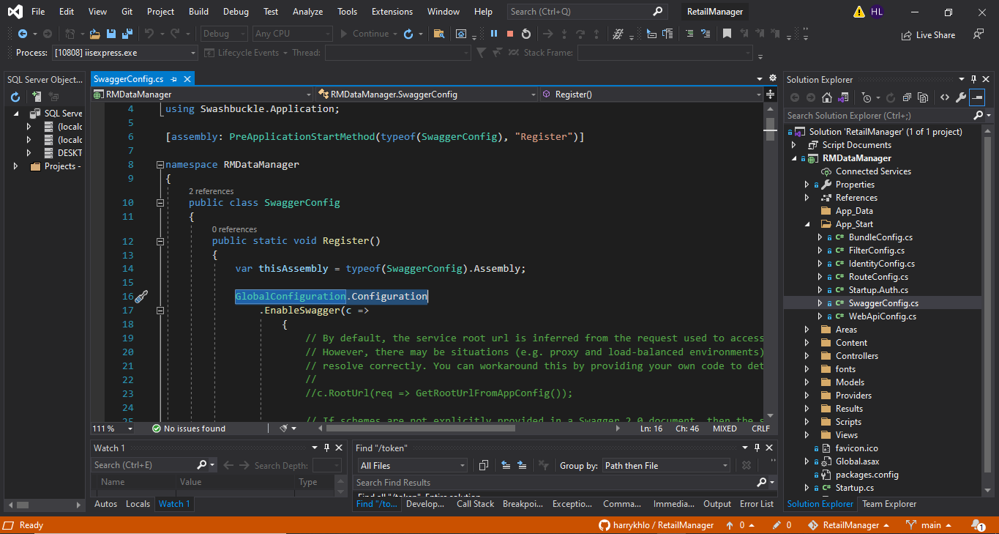 File Edit View Git Project Build Debug Test Analyze Tools Extensions Window Help Search (Ctrl+Q) RetailManager HL
Debug Any CPU Continue Live Share
Process: [10808] iisexpress.exe Lifecycle Events Thread: Stack Frame:
SQL Server Object...
SQL Serve
(localc
(localc
DESKT
Projects -
SwaggerConfig.cs
RMDataManager RMDataManager.SwaggerConfig Register()
4 using Swashbuckle.Application;
5
6 [assembly: PreApplicationStartMethod(typeof(SwaggerConfig), "Register")]
7
8 namespace RMDataManager
9 {
2 references
10 public class SwaggerConfig
11 {
0 references
12 public static void Register()
13 {
14 var thisAssembly = typeof(SwaggerConfig).Assembly;
15
16 GlobalConfiguration.Configuration
17 .EnableSwagger(c =>
18 {
19 // By default, the service root url is inferred from the request used to access
20 // However, there may be situations (e.g. proxy and load-balanced environments)
21 // resolve correctly. You can workaround this by providing your own code to det
22 //
23 //c.RootUrl(req => GetRootUrlFromAppConfig());
24
25 // If schemes are not explicitly provided in a Swagger 2.0 document, then the s
111 % No issues found Ln: 16 Ch: 46 MIXED CRLF
Watch 1
Search (Ctrl+E) Search Depth:
Name Value Type
Autos Locals Watch 1
Find "/token"
All Files Group by: Path then File
Search Find Results
Find all "/token", Entire solution
Find "/to... Develop... Call Stack Breakpoi... Exceptio... Comma... Immedia... Output Error List
Solution Explorer
Search Solution Explorer (Ctrl+;)
Solution 'RetailManager' (1 of 1 project)
Script Documents
RMDataManager
Connected Services
Properties
References
App_Data
App_Start
C# BundleConfig.cs
C# FilterConfig.cs
C# IdentityConfig.cs
C# RouteConfig.cs
C# Startup.Auth.cs
C# SwaggerConfig.cs
C# WebApiConfig.cs
Areas
Content
Controllers
fonts
Models
Providers
Results
Scripts
Views
favicon.ico
Global.asax
packages.config
C# Startup.cs
Solution Explorer Team Explorer
Ready harrykhlo / RetailManager 0 0 RetailManager main 1